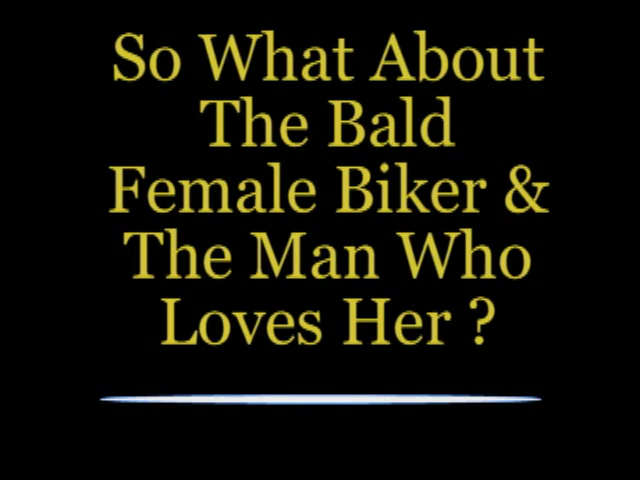 So What About
The Bald
Female Biker &
The Man Who
Loves Her ?